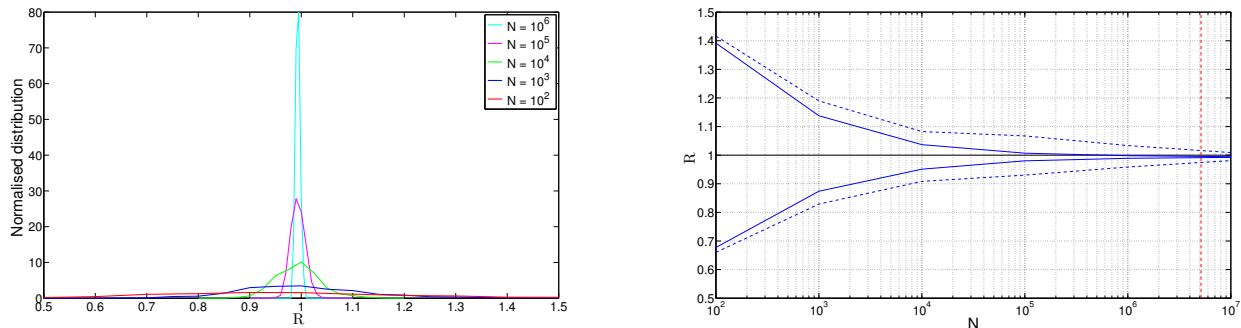 80
70
60
50
40
30
20
10
0
Normalised distribution
0.5 0.6 0.7 0.8 0.9 1.0 1.1 1.2 1.3 1.4 1.5
R
N = 10^6
N = 10^5
N = 10^4
N = 10^3
N = 10^2
1.5
1.4
1.3
1.2
1.1
1
0.9
0.8
0.7
0.6
0.5
R
10^2 10^3 10^4 10^5 10^6 10^7
N